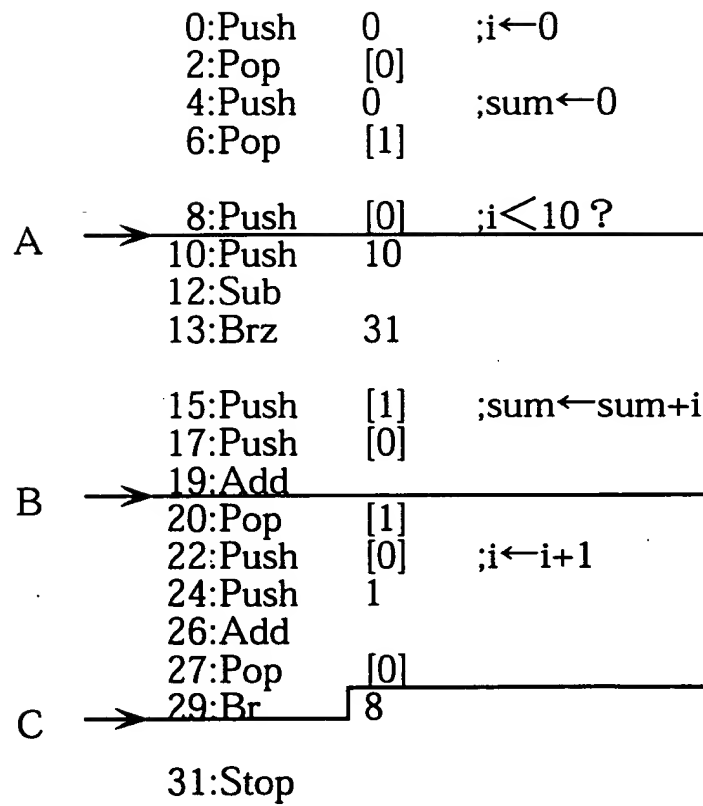 0:Push 0 ;i←0
2:Pop [0]
4:Push 0 ;sum←0
6:Pop [1]
8:Push [0] ;i<10 ?
A
10:Push 10
12:Sub
13:Brz 31
15:Push [1] ;sum←sum+i
17:Push [0]
19:Add
B
20:Pop [1]
22:Push [0] ;i←i+1
24:Push 1
26:Add
27:Pop [0]
29:Br 8
C
31:Stop